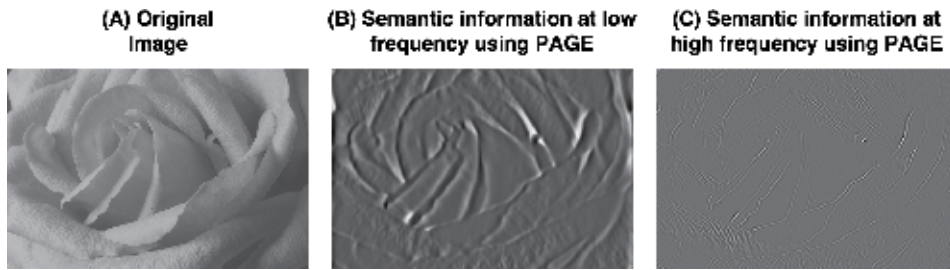 (A) Original
Image
(B) Semantic information at low
frequency using PAGE
(C) Semantic information at
high frequency using PAGE